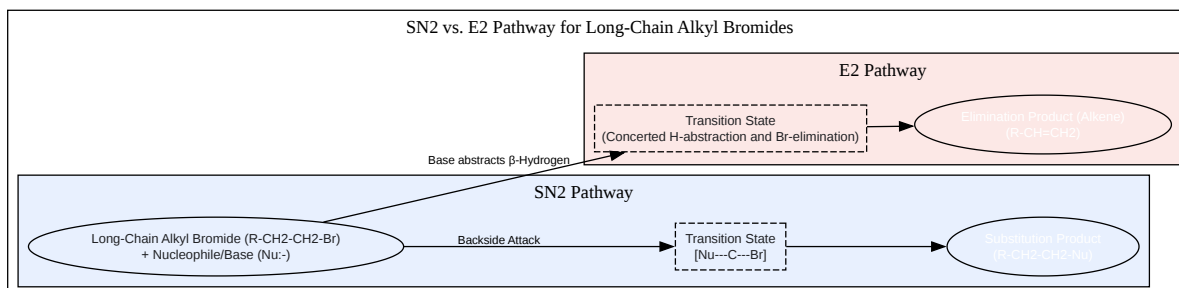 SN2 vs. E2 Pathway for Long-Chain Alkyl Bromides
E2 Pathway
Transition State
(Concerted H-abstraction and Br-elimination)
Elimination Product (Alkene)
(R-CH=CH2)
Base abstracts β-Hydrogen
SN2 Pathway
Long-Chain Alkyl Bromide (R-CH2-CH2-Br)
+ Nucleophile/Base (Nu:-)
Backside Attack
Transition State
[Nu---C---Br]
Substitution Product
(R-CH2-CH2-Nu)